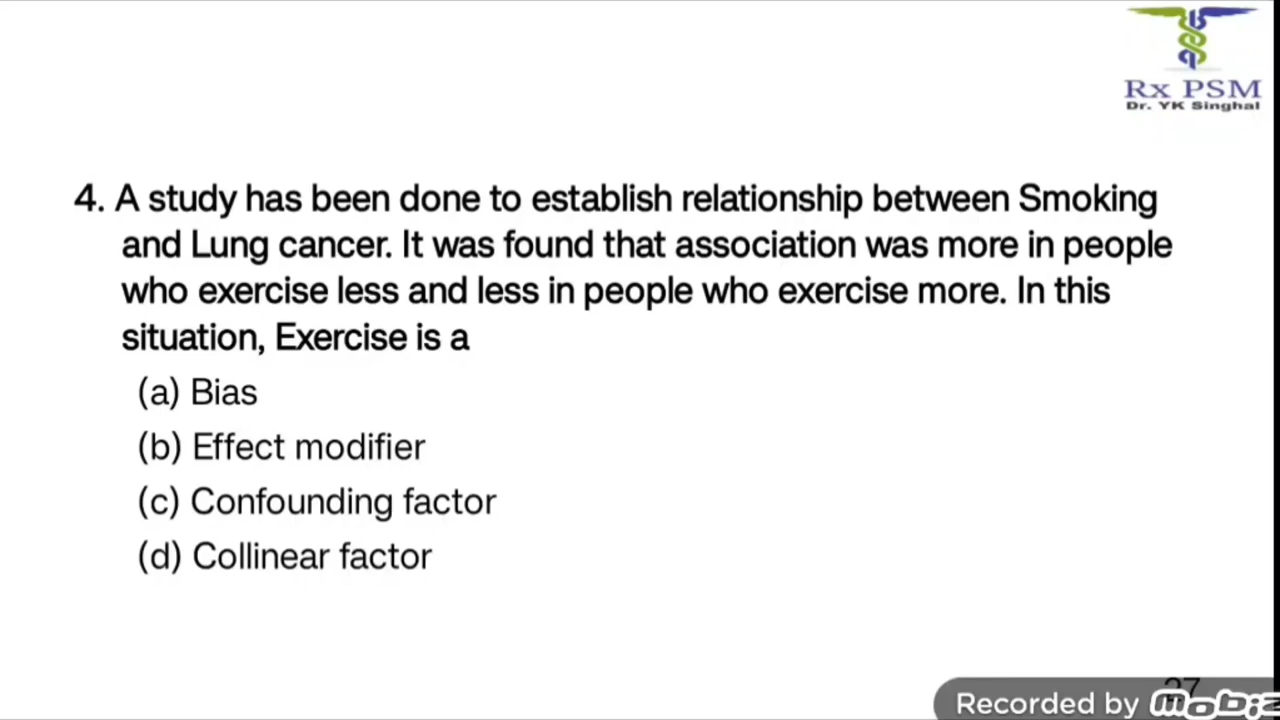 Rx PSM
Dr. YK Singhal
4. A study has been done to establish relationship between Smoking
and Lung cancer. It was found that association was more in people
who exercise less and less in people who exercise more. In this
situation, Exercise is a
(a) Bias
(b) Effect modifier
(c) Confounding factor
(d) Collinear factor
27
Recorded by